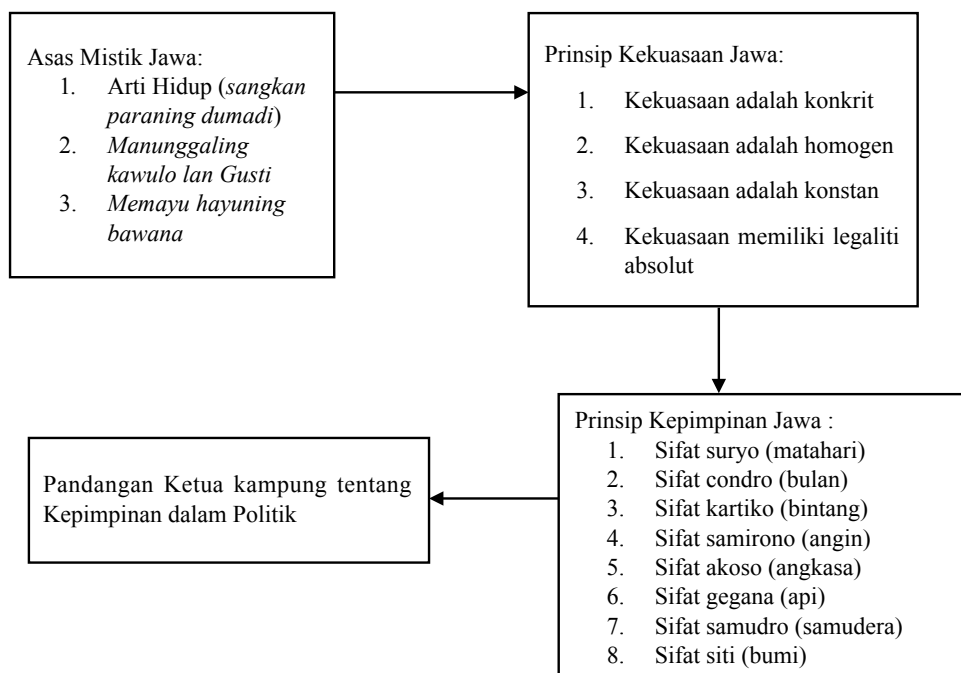 Asas Mistik Jawa:
1. Arti Hidup (sangkan
paraning dumadi)
2. Manunggaling
kawulo lan Gusti
3. Memayu hayuning
bawana
Prinsip Kekuasaan Jawa:
1. Kekuasaan adalah konkrit
2. Kekuasaan adalah homogen
3. Kekuasaan adalah konstan
4. Kekuasaan memiliki legaliti
absolut
Prinsip Kepimpinan Jawa :
1. Sifat suryo (matahari)
2. Sifat condro (bulan)
3. Sifat kartiko (bintang)
4. Sifat samirono (angin)
5. Sifat akoso (angkasa)
6. Sifat gegana (api)
7. Sifat samudro (samudera)
8. Sifat siti (bumi)
Pandangan Ketua kampung tentang
Kepimpinan dalam Politik